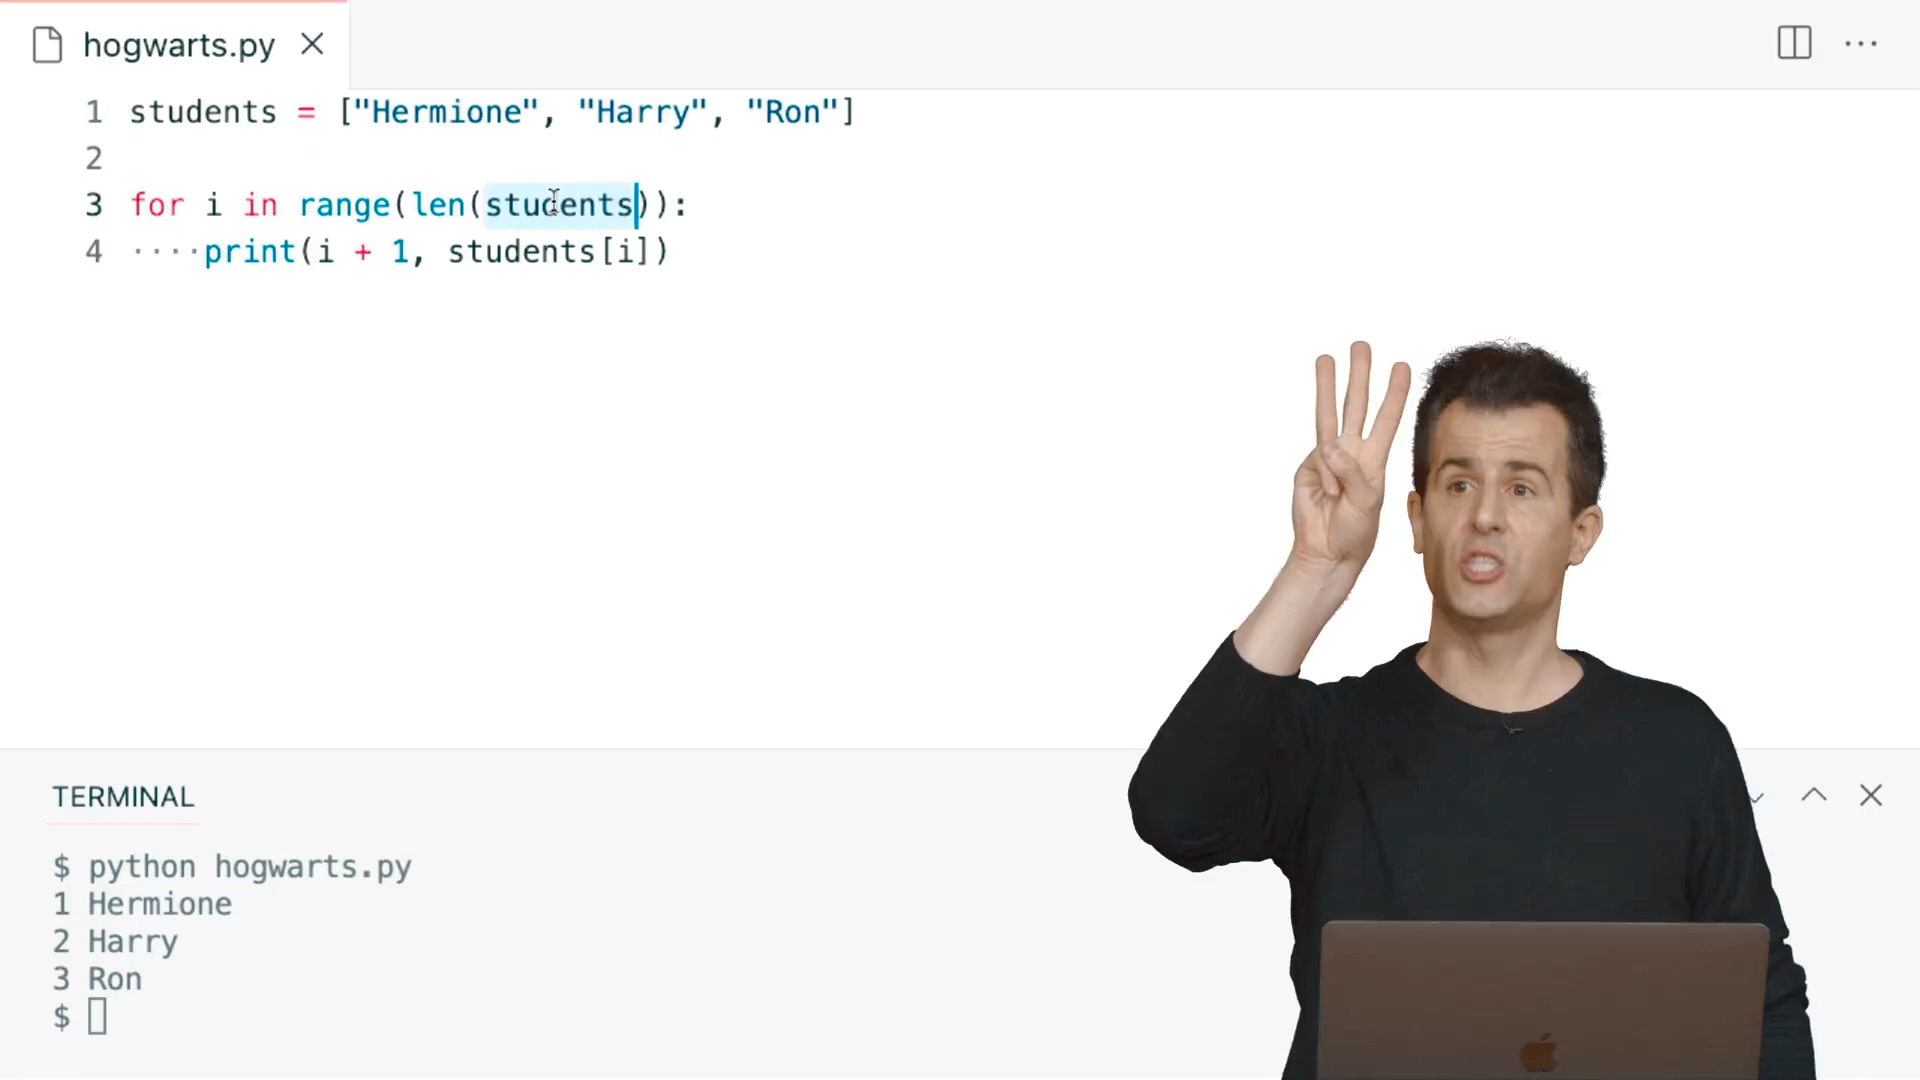 hogwarts.py
1 students = ["Hermione", "Harry", "Ron"]
2
3 for i in range(len(students)):
4 ····print(i + 1, students[i])
TERMINAL
$ python hogwarts.py
1 Hermione
2 Harry
3 Ron
$